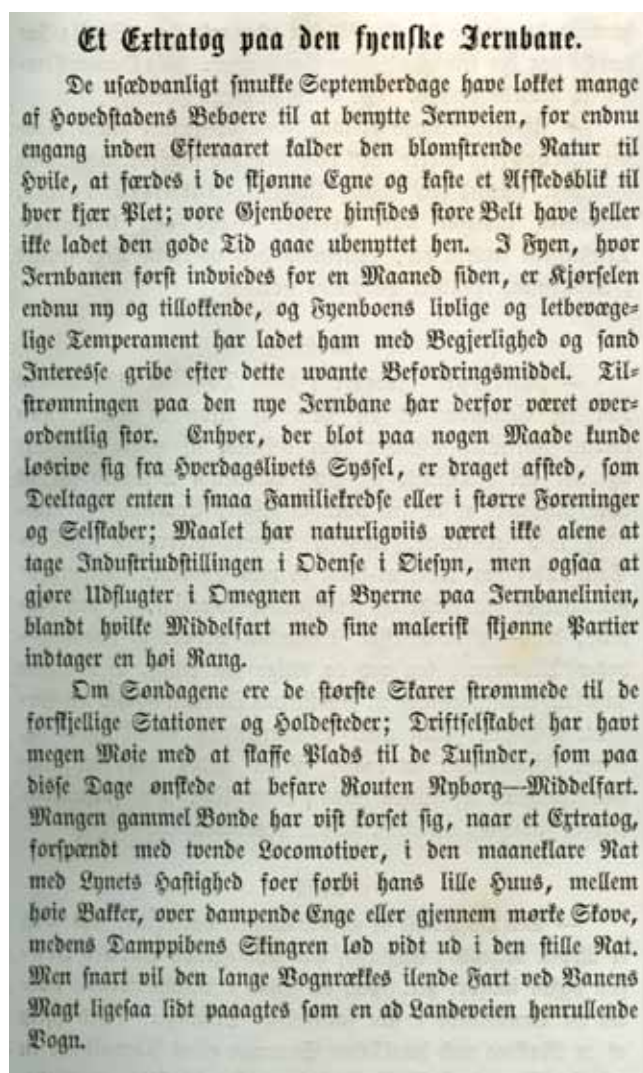 Et Extratog paa den fyenske Jernbane.
De usædvanligt smukke Septemberdage have lokket mange
af Hovedstadens Beboere til at benytte Jernveien, for endnu
engang inden Efteraaret kalder den blomstrende Natur til
Hvile, at færdes i de skjønne Egne og kaste et Afskedsblik til
hver kjær Plet; vore Gjenboere hinsides store Belt have heller
ikke ladet den gode Tid gaae ubenyttet hen. I Fyen, hvor
Jernbanen først indviedes for en Maaned siden, er Kjørselen
endnu ny og tillokkende, og Fyenboens livlige og letbevæge-
lige Temperament har ladet ham med Begjerlighed og sand
Interesse gribe efter dette uvante Befordringsmiddel. Til-
strømningen paa den nye Jernbane har derfor været over-
ordentlig stor. Enhver, der blot paa nogen Maade kunde
løsrive sig fra Hverdagslivets Syssel, er draget afsted, som
Deeltager enten i smaa Familiekredse eller i større Foreninger
og Selskaber; Maalet har naturligviis været ikke alene at
tage Industriudstillingen i Odense i Øiesyn, men ogsaa at
gjøre Udflugter i Omegnen af Byerne paa Jernbanelinien,
blandt hvilke Middelfart med sine malerisk skjønne Partier
indtager en høi Rang.
Om Søndagene ere de største Skarer strømmede til de
forskjellige Stationer og Holdesteder; Driftselskabet har havt
megen Møie med at skaffe Plads til de Tusinder, som paa
disse Dage ønskede at befare Routen Nyborg—Middelfart.
Mangen gammel Bonde har vist korset sig, naar et Extratog,
forspændt med tvende Locomotiver, i den maaneklare Nat
med Lynets Hastighed foer forbi hans lille Huus, mellem
høie Bakker, over dampende Enge eller gjennem mørke Skove,
medens Damppibens Skingren lød vidt ud i den stille Nat.
Men snart vil den lange Vognrækkes ilende Fart ved Vanens
Magt ligesaa lidt paaagtes som en ad Landeveien henrullende
Vogn.